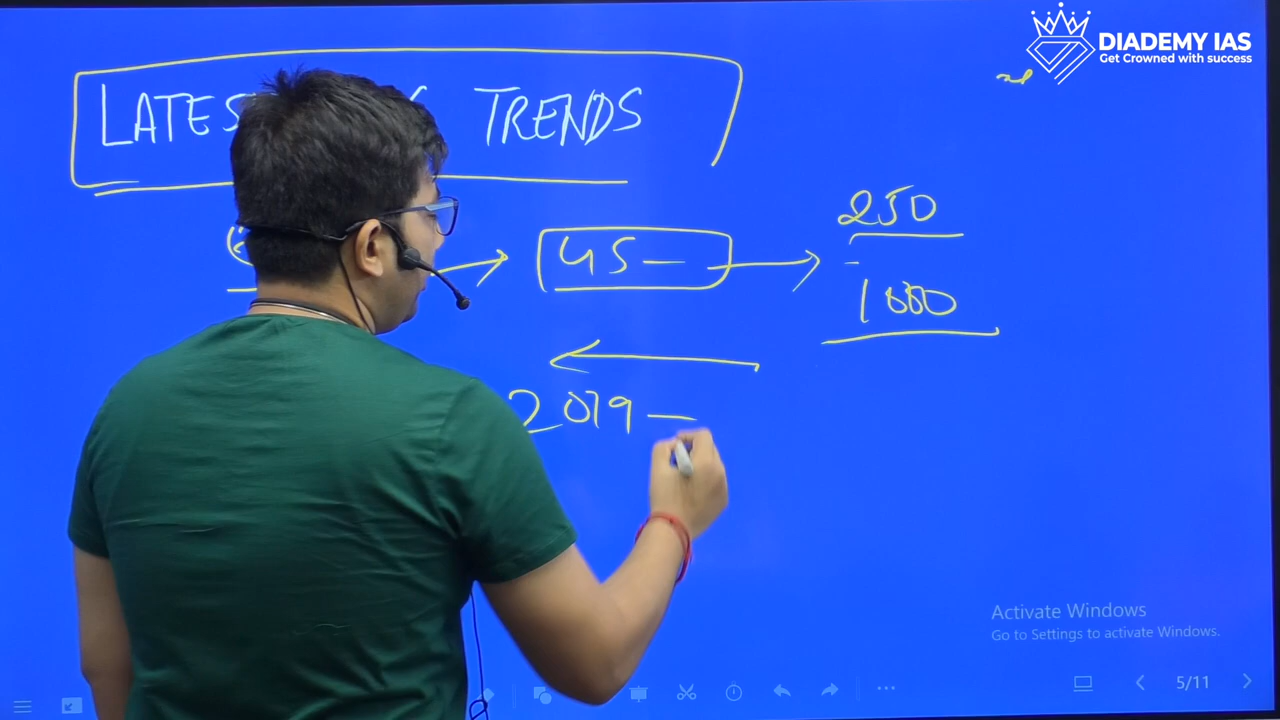 DIADEMY IAS
Get Crowned with success
LATES TRENDS
GS
250
1000
2019
Activate Windows
Go to Settings to activate Windows.
5/11